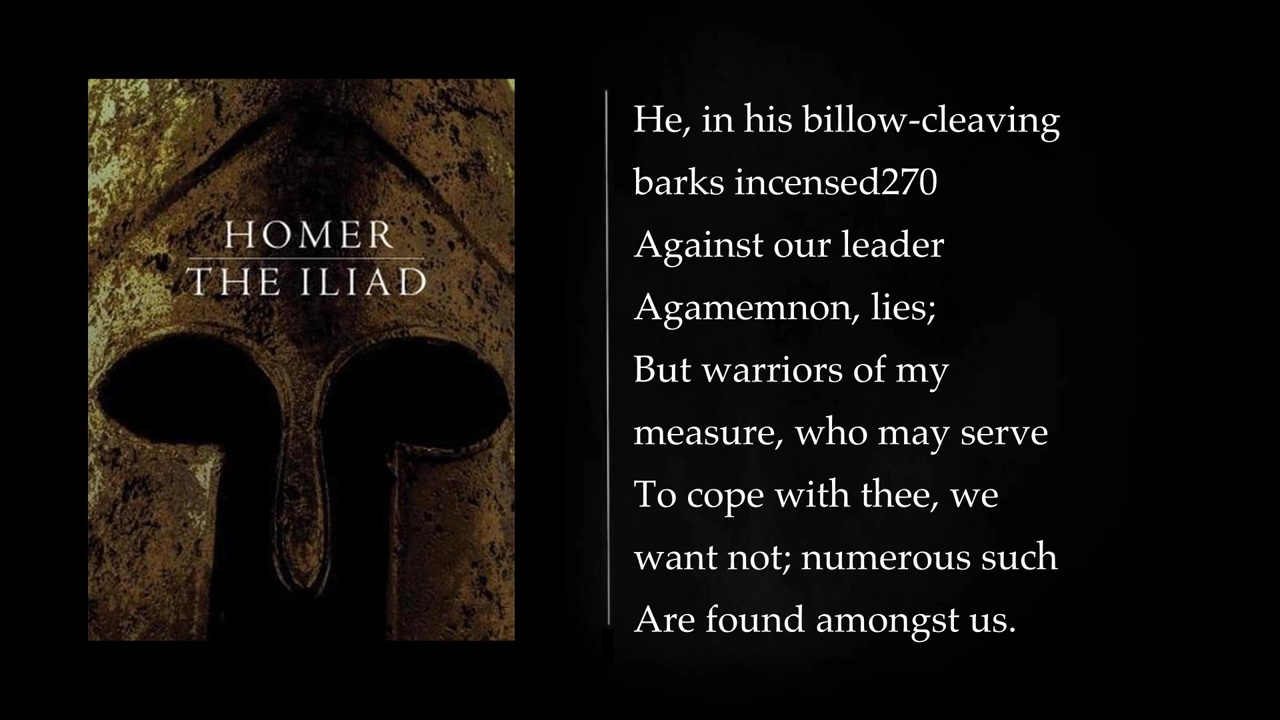 HOMER
THE ILIAD
He, in his billow-cleaving
barks incensed270
Against our leader
Agamemnon, lies;
But warriors of my
measure, who may serve
To cope with thee, we
want not; numerous such
Are found amongst us.